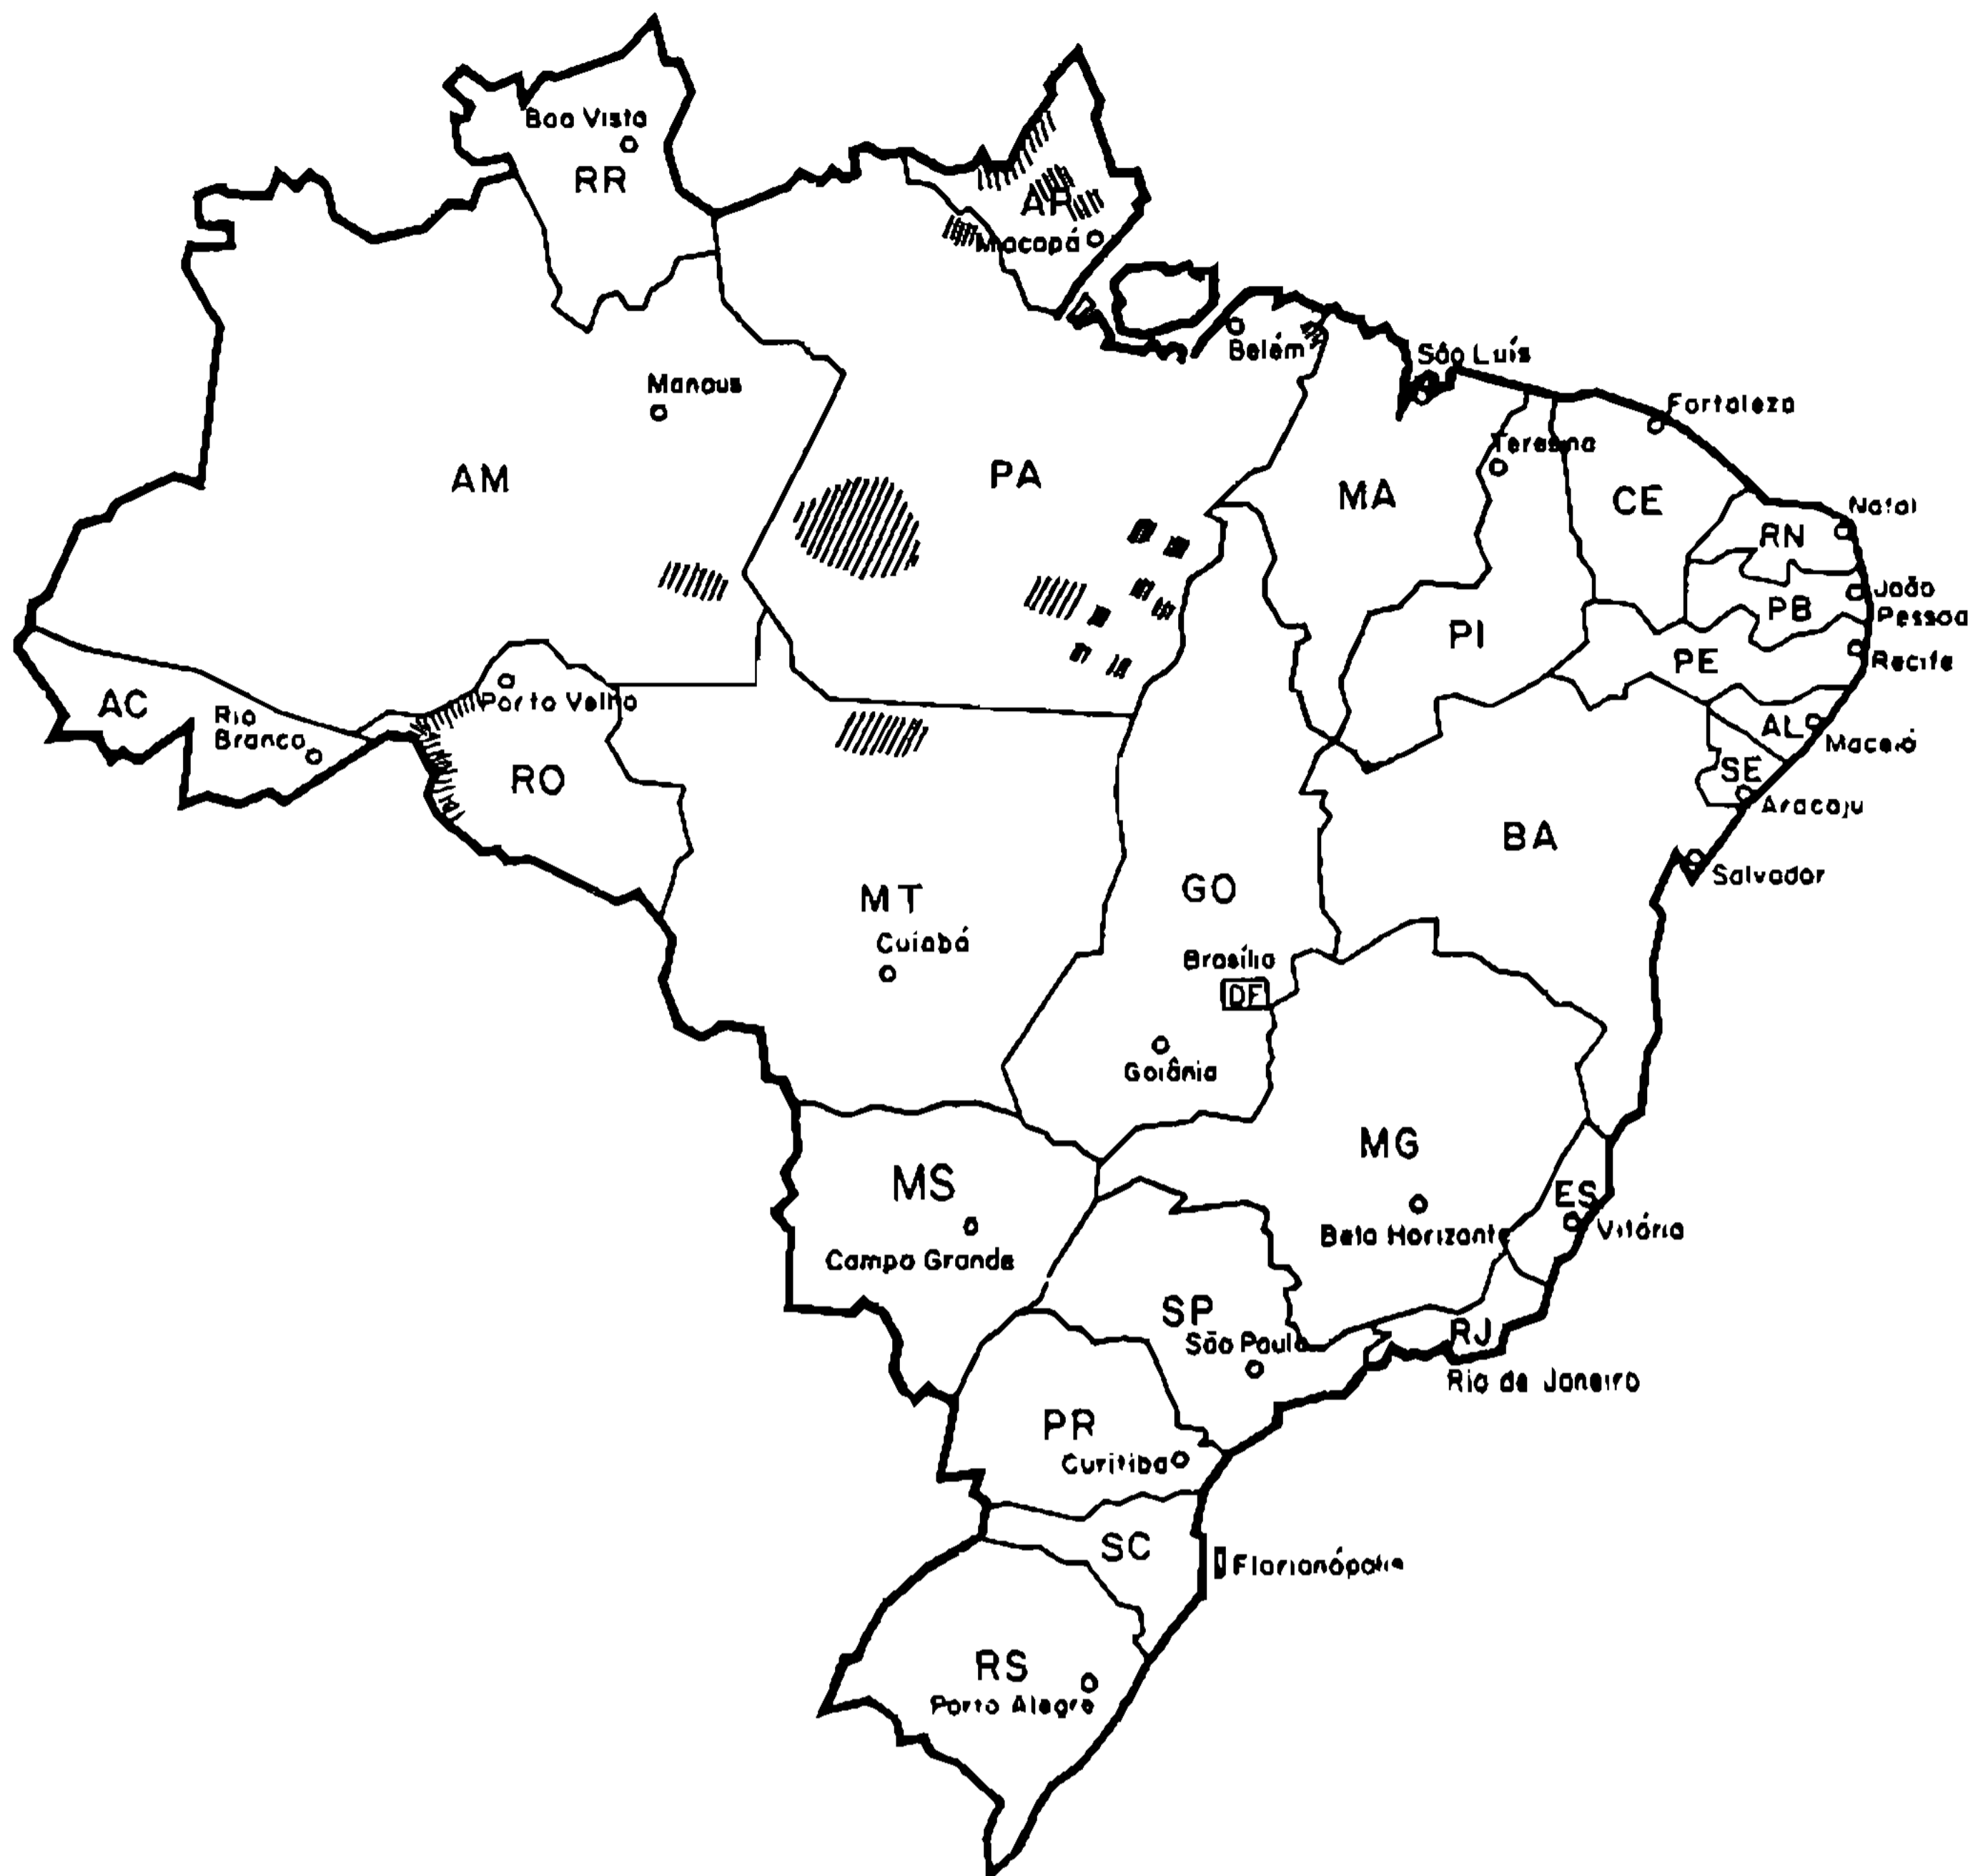 Boa Vista
RR
AP
Macapá
Belém
São Luís
Manaus
Fortaleza
Teresina
AM
PA
MA
CE
Natal
RN
João
Pessoa
PB
PI
PE
Recife
AC
Rio
Branco
Porto Velho
RO
AL
Maceió
SE
Aracaju
BA
Salvador
MT
Cuiabá
GO
Brasília
DF
Goiânia
MG
MS
ES
Vitória
Belo Horizonte
Campo Grande
SP
São Paulo
RJ
Rio de Janeiro
PR
Curitiba
SC
Florianópolis
RS
Porto Alegre